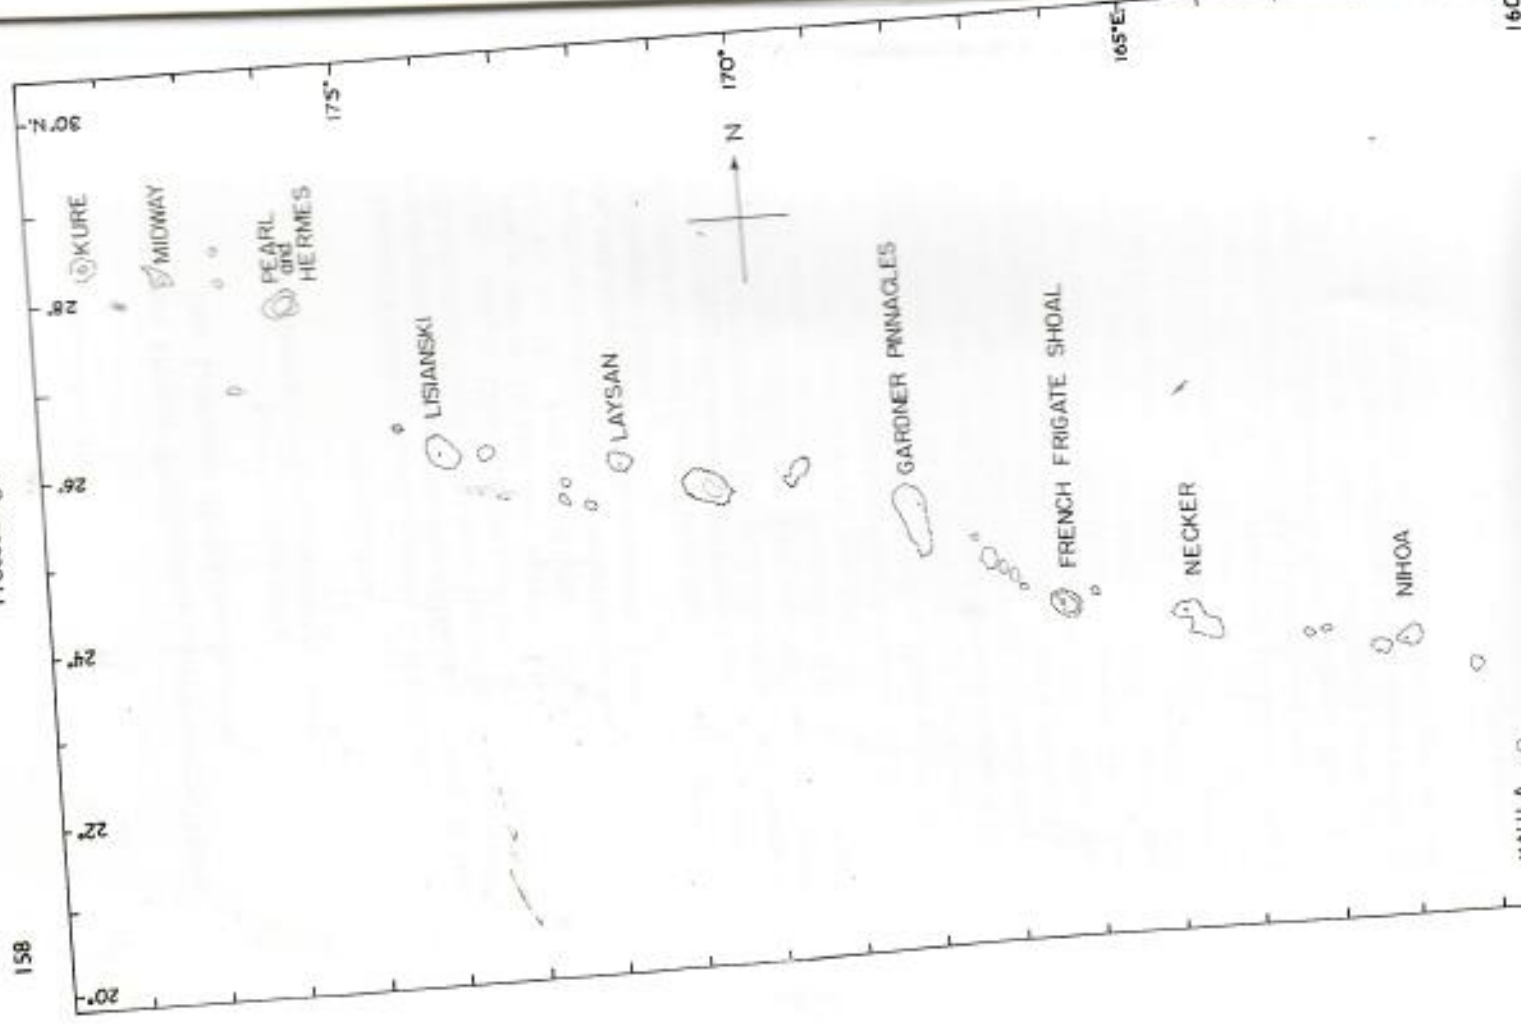 158
30°N.
28°
26°
24°
22°
20°
175°
170°
165°E
160
N
KURE
MIDWAY
PEARL
and
HERMES
LISIANSKI
LAYSAN
GARDNER PINNACLES
FRENCH FRIGATE SHOAL
NECKER
NIHOA